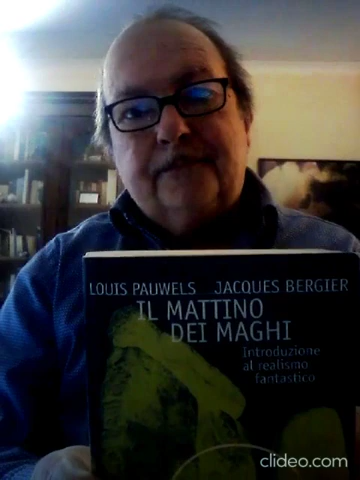 LOUIS PAUWELS JACQUES BERGIER
IL MATTINO
DEI MAGHI
Introduzione
al realismo
fantastico
clideo.com